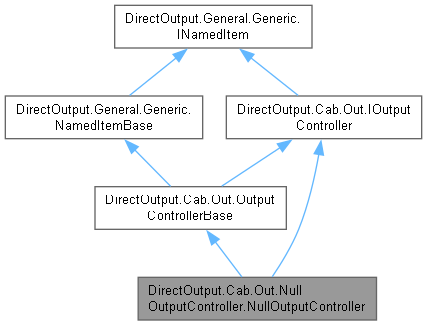 DirectOutput.General.Generic.
INamedItem
DirectOutput.General.Generic.
NamedItemBase
DirectOutput.Cab.Out.IOutput
Controller
DirectOutput.Cab.Out.Output
ControllerBase
DirectOutput.Cab.Out.Null
OutputController.NullOutputController